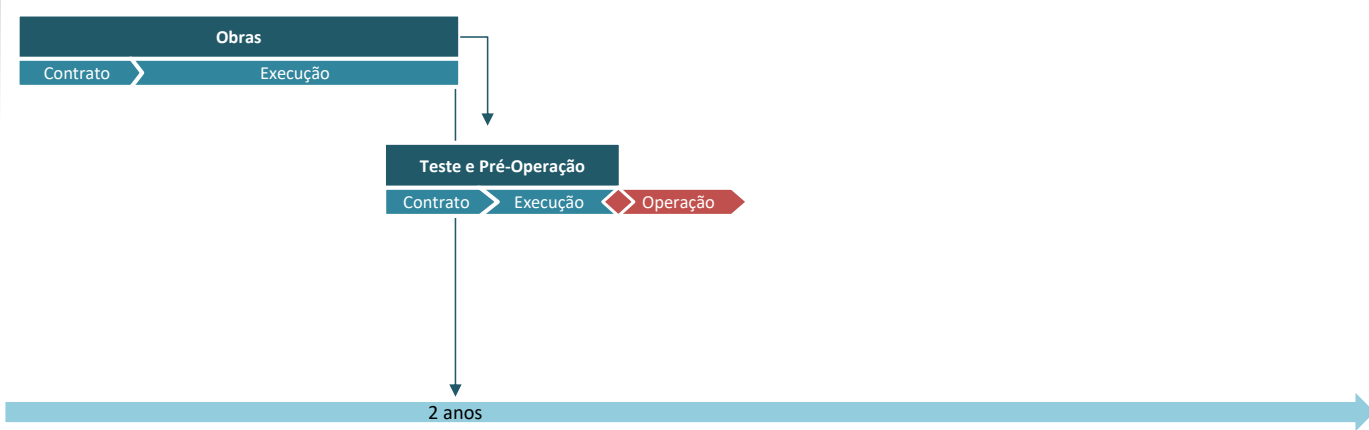 Obras
Contrato
Execução
Teste e Pré-Operação
Contrato
Execução
Operação
2 anos